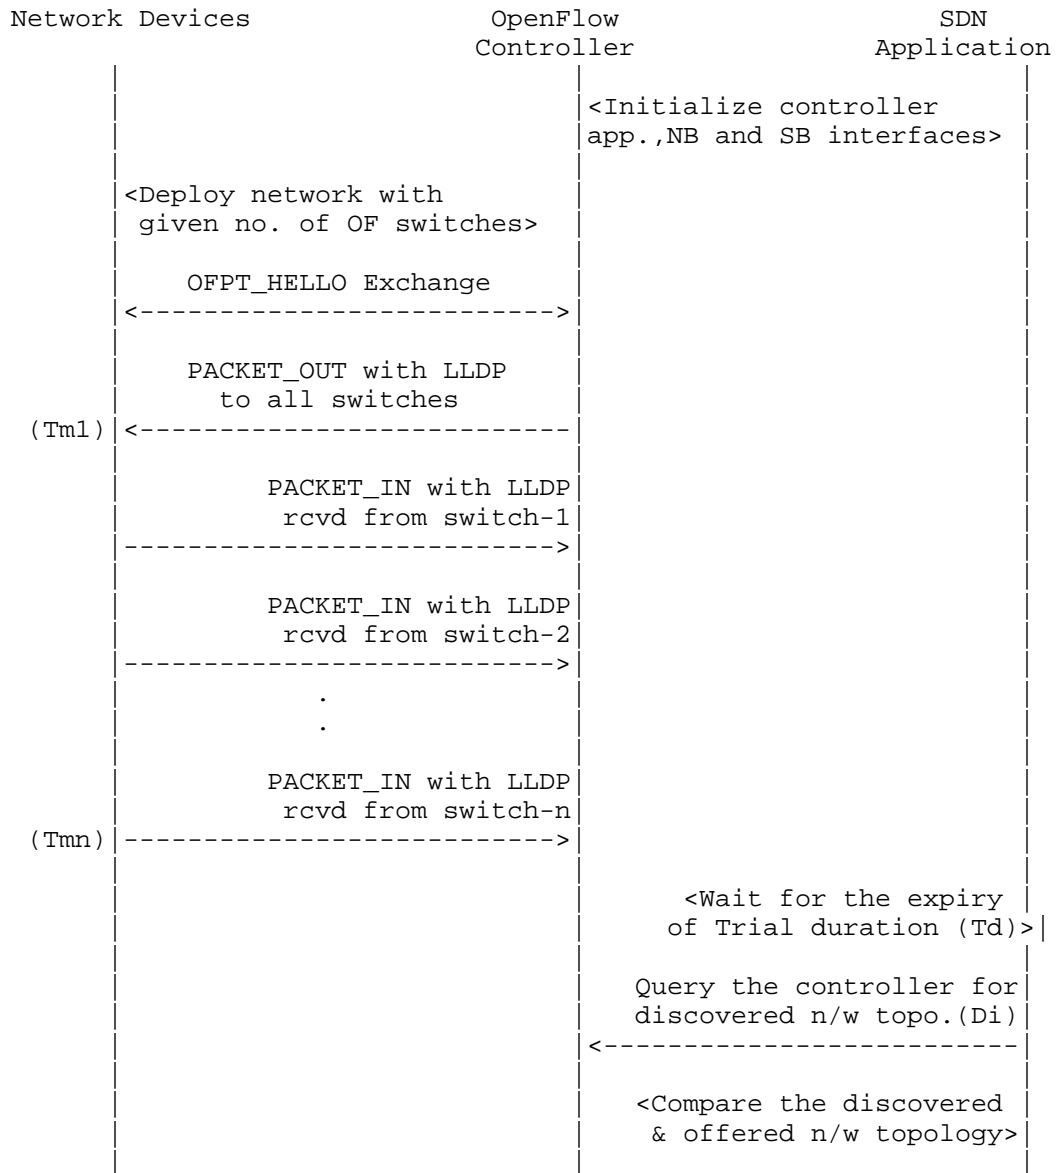 Network Devices OpenFlow SDN
Controller Application
<Initialize controller
app.,NB and SB interfaces>
<Deploy network with
given no. of OF switches>
OFPT_HELLO Exchange
<-------------------------->
PACKET_OUT with LLDP
to all switches
(Tm1) <---------------------------
PACKET_IN with LLDP
rcvd from switch-1
--------------------------->
PACKET_IN with LLDP
rcvd from switch-2
--------------------------->
.
.
PACKET_IN with LLDP
rcvd from switch-n
(Tmn) --------------------------->
<Wait for the expiry
of Trial duration (Td)>
Query the controller for
discovered n/w topo.(Di)
<--------------------------
<Compare the discovered
& offered n/w topology>